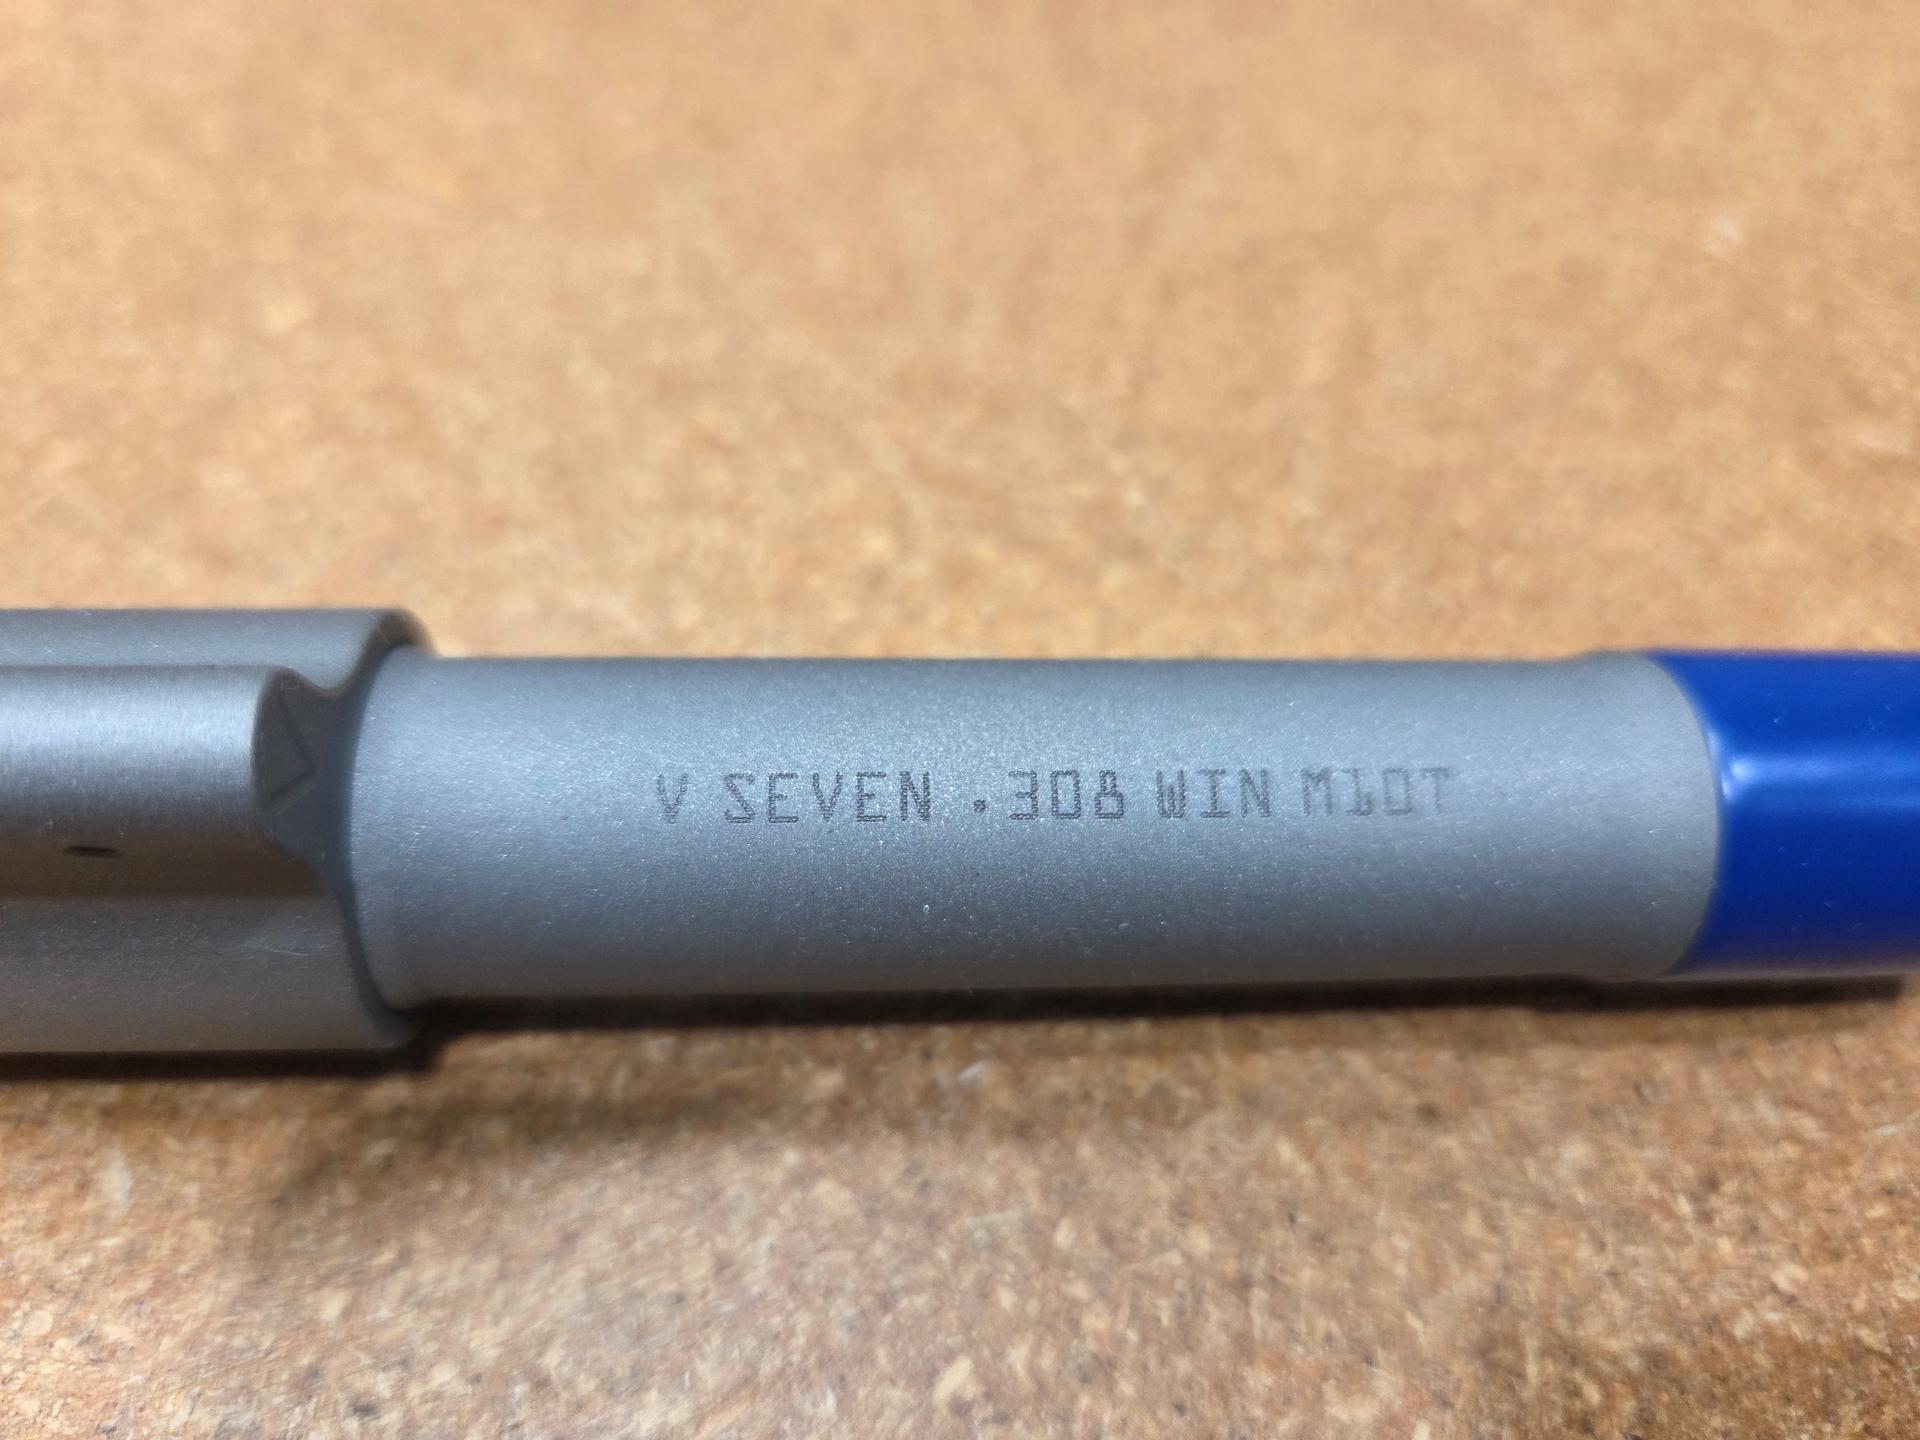 V SEVEN .308 WIN M10T